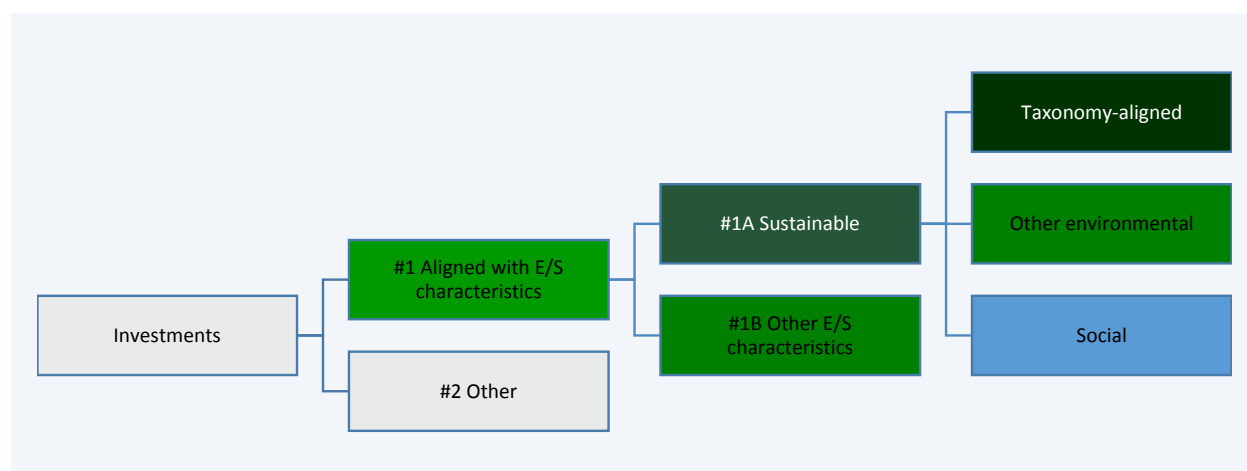 Taxonomy-aligned
#1A Sustainable
Other environmental
#1 Aligned with E/S
characteristics
Investments
#1B Other E/S
characteristics
Social
#2 Other